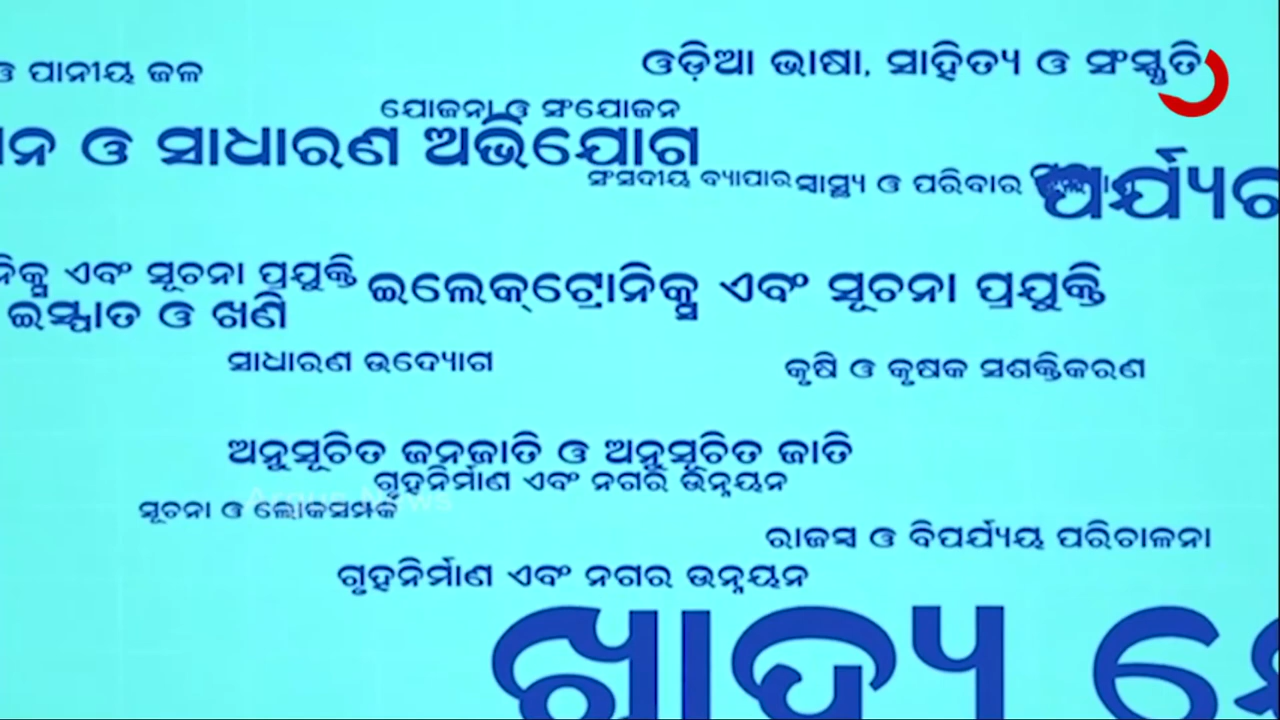 ଓଡ଼ିଆ ଭାଷା, ସାହିତ୍ୟ ଓ ସଂସ୍କୃତି
ଓ ପାନୀୟ ଜଳ
ଯୋଜନା ଓ ସଂଯୋଜନ
ଓ ସାଧାରଣ ଅଭିଯୋଗ
ସଂସଦୀୟ ବ୍ୟାପାର
ସ୍ୱାସ୍ଥ୍ୟ ଓ ପରିବାର
ଏବଂ ସୂଚନା ପ୍ରଯୁକ୍ତି
ଇଲେକ୍‌ଟ୍ରୋନିକ୍ସ ଏବଂ ସୂଚନା ପ୍ରଯୁକ୍ତି
ଇସ୍ପାତ ଓ ଖଣି
ସାଧାରଣ ଉଦ୍ୟୋଗ
କୃଷି ଓ କୃଷକ ସଶକ୍ତିକରଣ
ଅନୁସୂଚିତ ଜନଜାତି ଓ ଅନୁସୂଚିତ ଜାତି
ଗୃହନିର୍ମାଣ ଏବଂ ନଗର ଉନ୍ନୟନ
Argus News
ସୂଚନା ଓ ଲୋକସମ୍ପର୍କ
ରାଜସ୍ୱ ଓ ବିପର୍ଯ୍ୟୟ ପରିଚାଳନା
ଗୃହନିର୍ମାଣ ଏବଂ ନଗର ଉନ୍ନୟନ
ଖାଦ୍ୟ